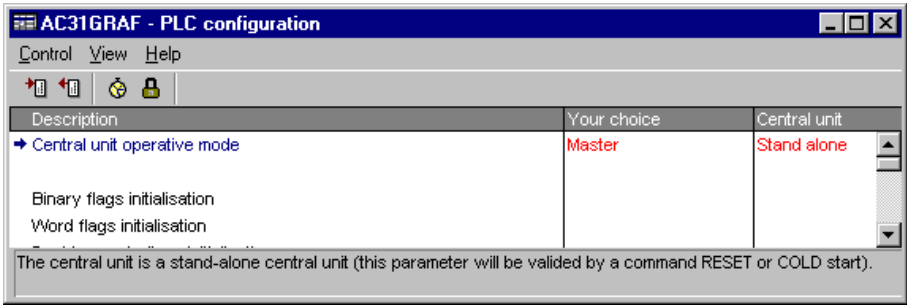 AC31GRAF - PLC configuration
Control View Help
Description Your choice Central unit
Central unit operative mode Master Stand alone
Binary flags initialisation
Word flags initialisation
The central unit is a stand-alone central unit (this parameter will be valided by a command RESET or COLD start).